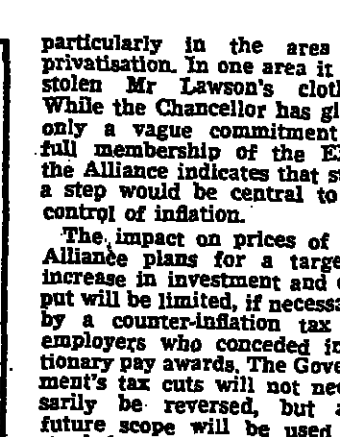 particularly in the area
privatisation. In one area it
stolen Mr Lawson's clot
While the Chancellor has gi
only a vague commitment
full membership of the E
the Alliance indicates that s
a step would be central to
control of inflation.
The impact on prices of
Alliance plans for a targe
increase in investment and
put will be limited, if necessa
by a counter-inflation tax
employers who conceded in
tionary pay awards. The Gove
ment's tax cuts will not nec
sarily be reversed, but a
future scope will be used